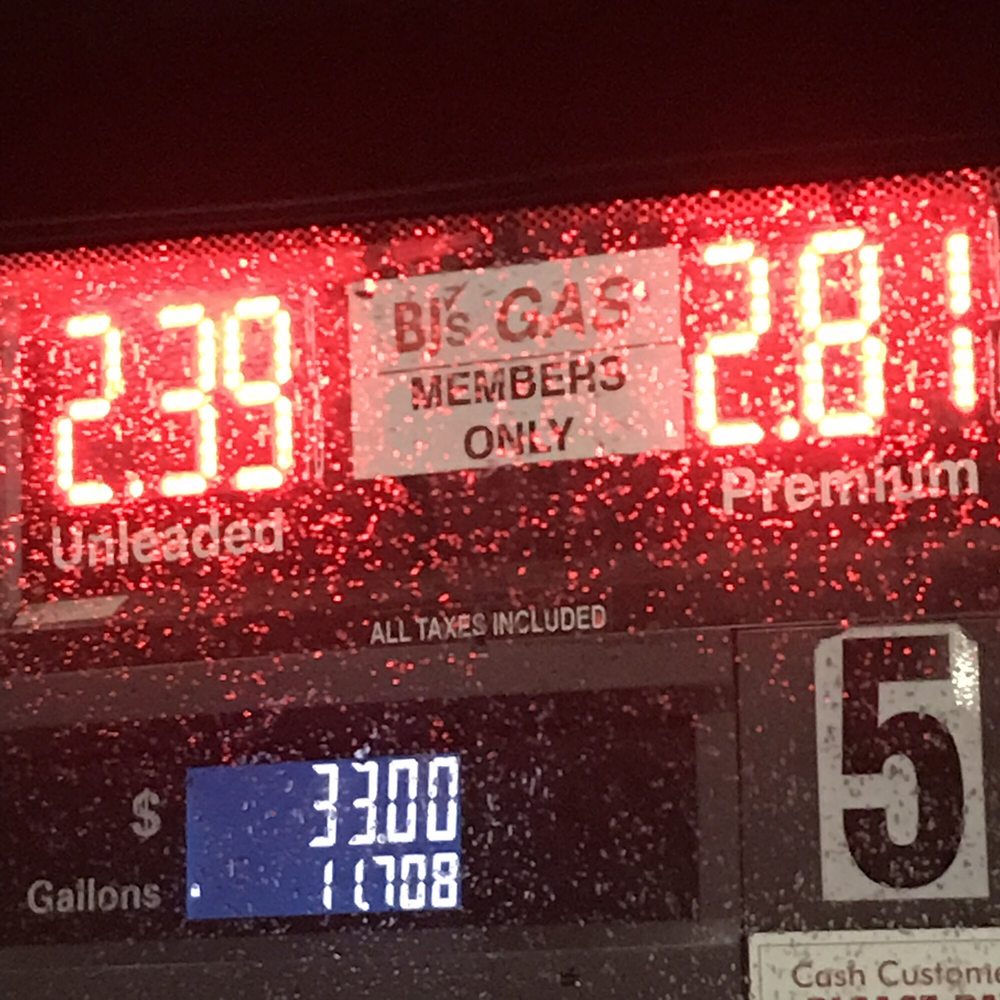 2.39
BJ's GAS
MEMBERS
ONLY
2.81
Unleaded
Premium
ALL TAXES INCLUDED
5
$ 33.00
Gallons 11.708
Cash